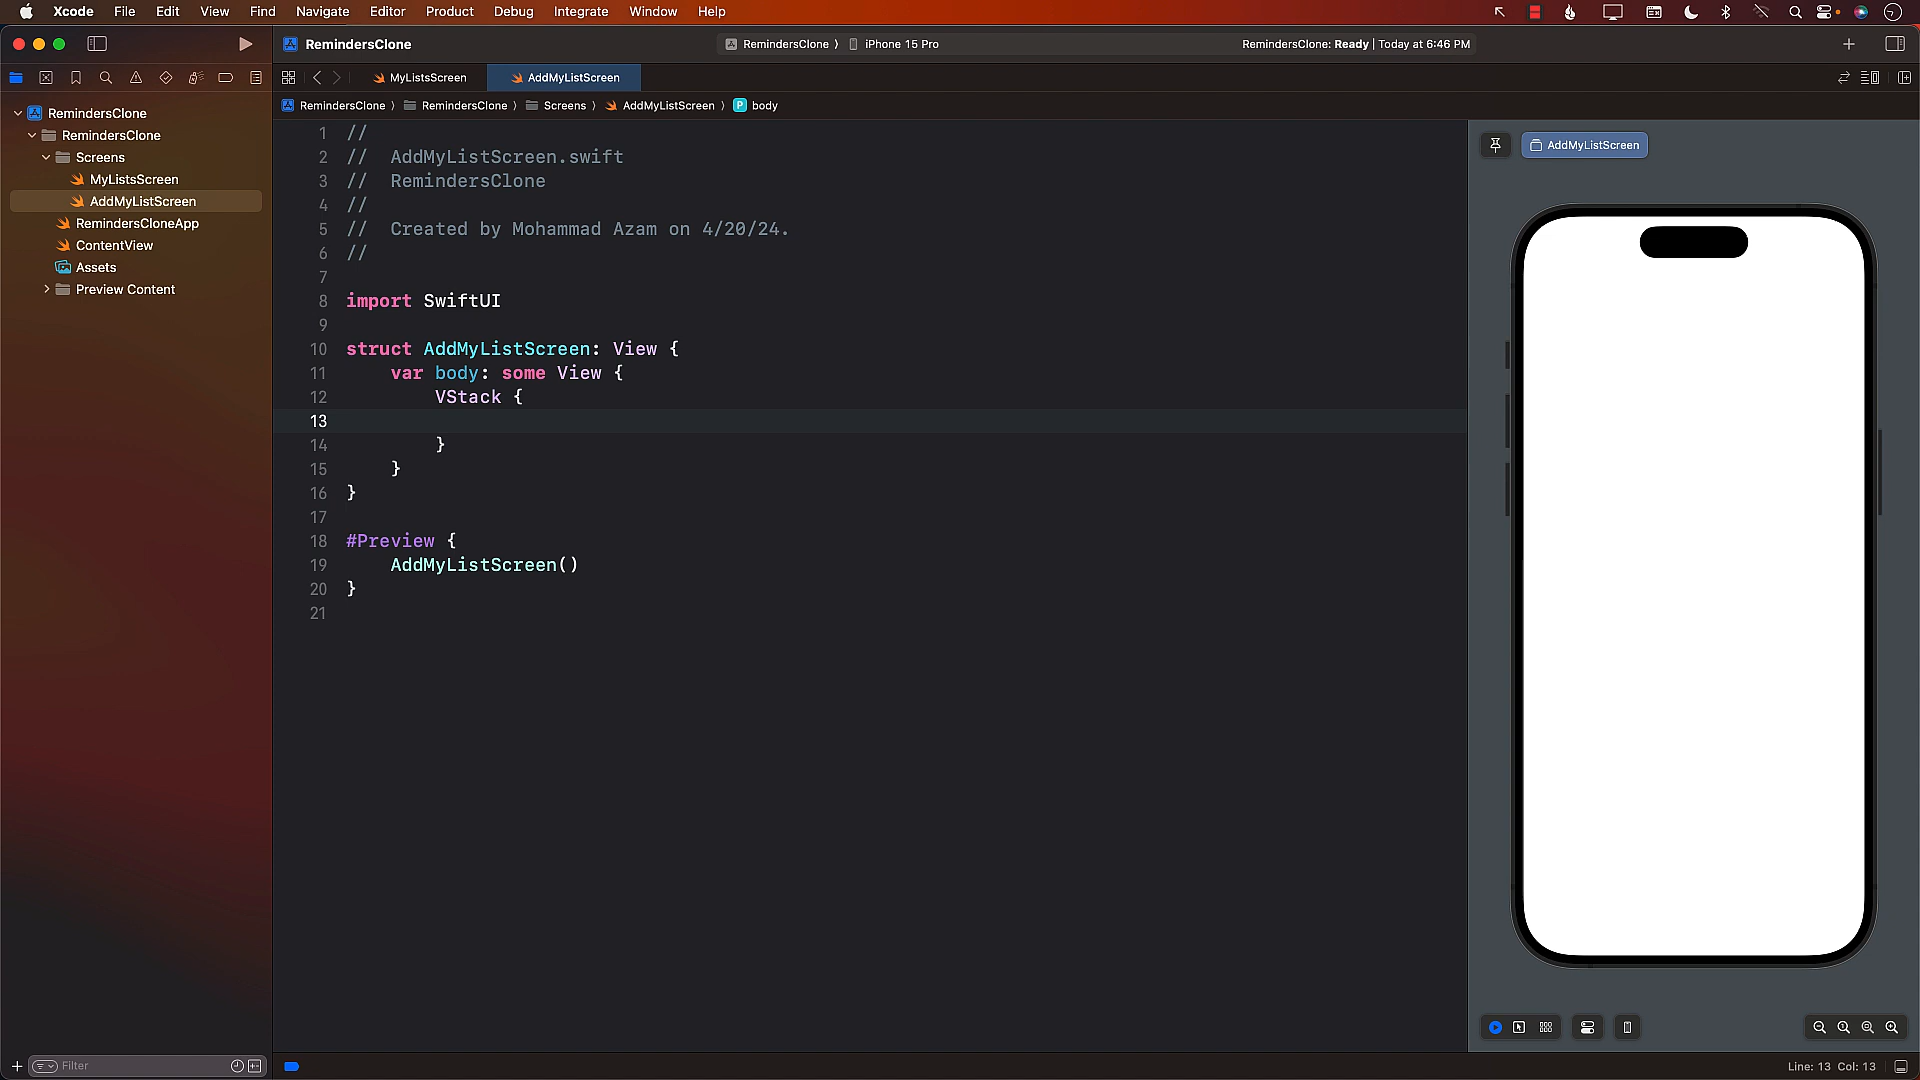 Xcode File Edit View Find Navigate Editor Product Debug Integrate Window Help
RemindersClone
RemindersClone 〉 iPhone 15 Pro
RemindersClone: Ready | Today at 6:46 PM
MyListsScreen
AddMyListScreen
RemindersClone 〉 RemindersClone 〉 Screens 〉 AddMyListScreen 〉 P body
RemindersClone
RemindersClone
Screens
MyListsScreen
AddMyListScreen
RemindersCloneApp
ContentView
Assets
Preview Content
1 //
2 //  AddMyListScreen.swift
3 //  RemindersClone
4 //
5 //  Created by Mohammad Azam on 4/20/24.
6 //
7
8 import SwiftUI
9
10 struct AddMyListScreen: View {
11     var body: some View {
12         VStack {
13
14         }
15     }
16 }
17
18 #Preview {
19     AddMyListScreen()
20 }
21
AddMyListScreen
Filter
Line: 13 Col: 13